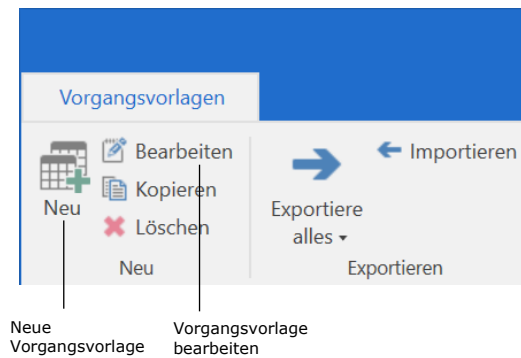 Vorgangsvorlagen
Neu
Bearbeiten
Kopieren
Löschen
Neu
Exportiere
alles
Importieren
Exportieren
Neue
Vorgangsvorlage
Vorgangsvorlage
bearbeiten